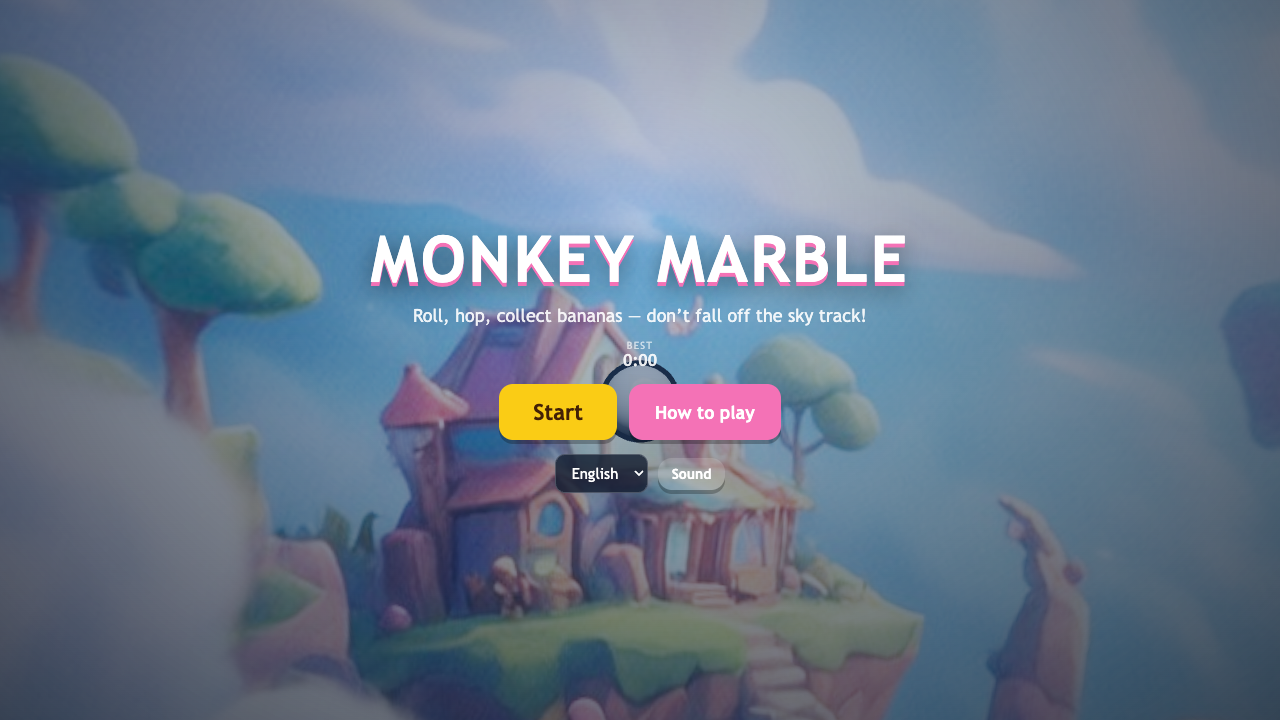 MONKEY MARBLE
Roll, hop, collect bananas — don’t fall off the sky track!
BEST
0:00
Start
How to play
English
Sound